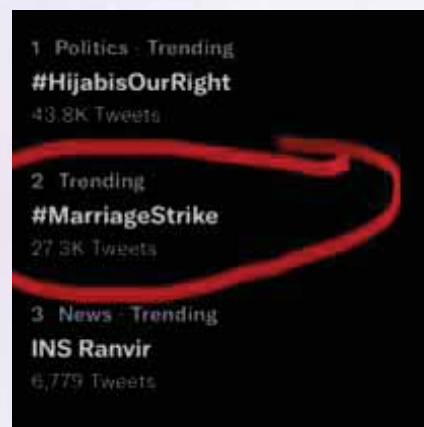 1 Politics · Trending
#HijabisOurRight
43.8K Tweets
2 Trending
#MarriageStrike
27.3K Tweets
3 News · Trending
INS Ranvir
6,779 Tweets